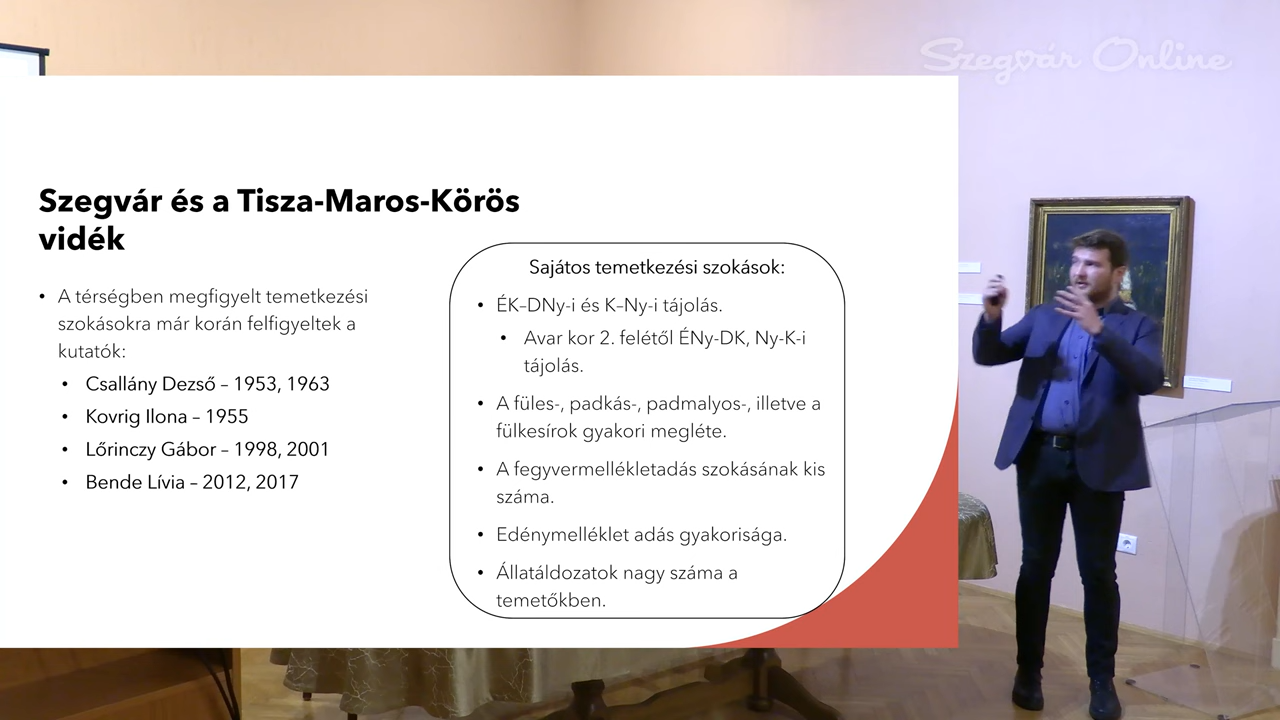 Szegvár Online
Szegvár és a Tisza-Maros-Körös
vidék
• A térségben megfigyelt temetkezési
szokásokra már korán felfigyeltek a
kutatók:
• Csallány Dezső – 1953, 1963
• Kovrig Ilona – 1955
• Lőrinczy Gábor – 1998, 2001
• Bende Lívia – 2012, 2017
Sajátos temetkezési szokások:
• ÉK–DNy-i és K–Ny-i tájolás.
• Avar kor 2. felétől ÉNy-DK, Ny-K-i
tájolás.
• A füles-, padkás-, padmalyos-, illetve a
fülkesírok gyakori megléte.
• A fegyvermellékletadás szokásának kis
száma.
• Edénymelléklet adás gyakorisága.
• Állatáldozatok nagy száma a
temetőkben.